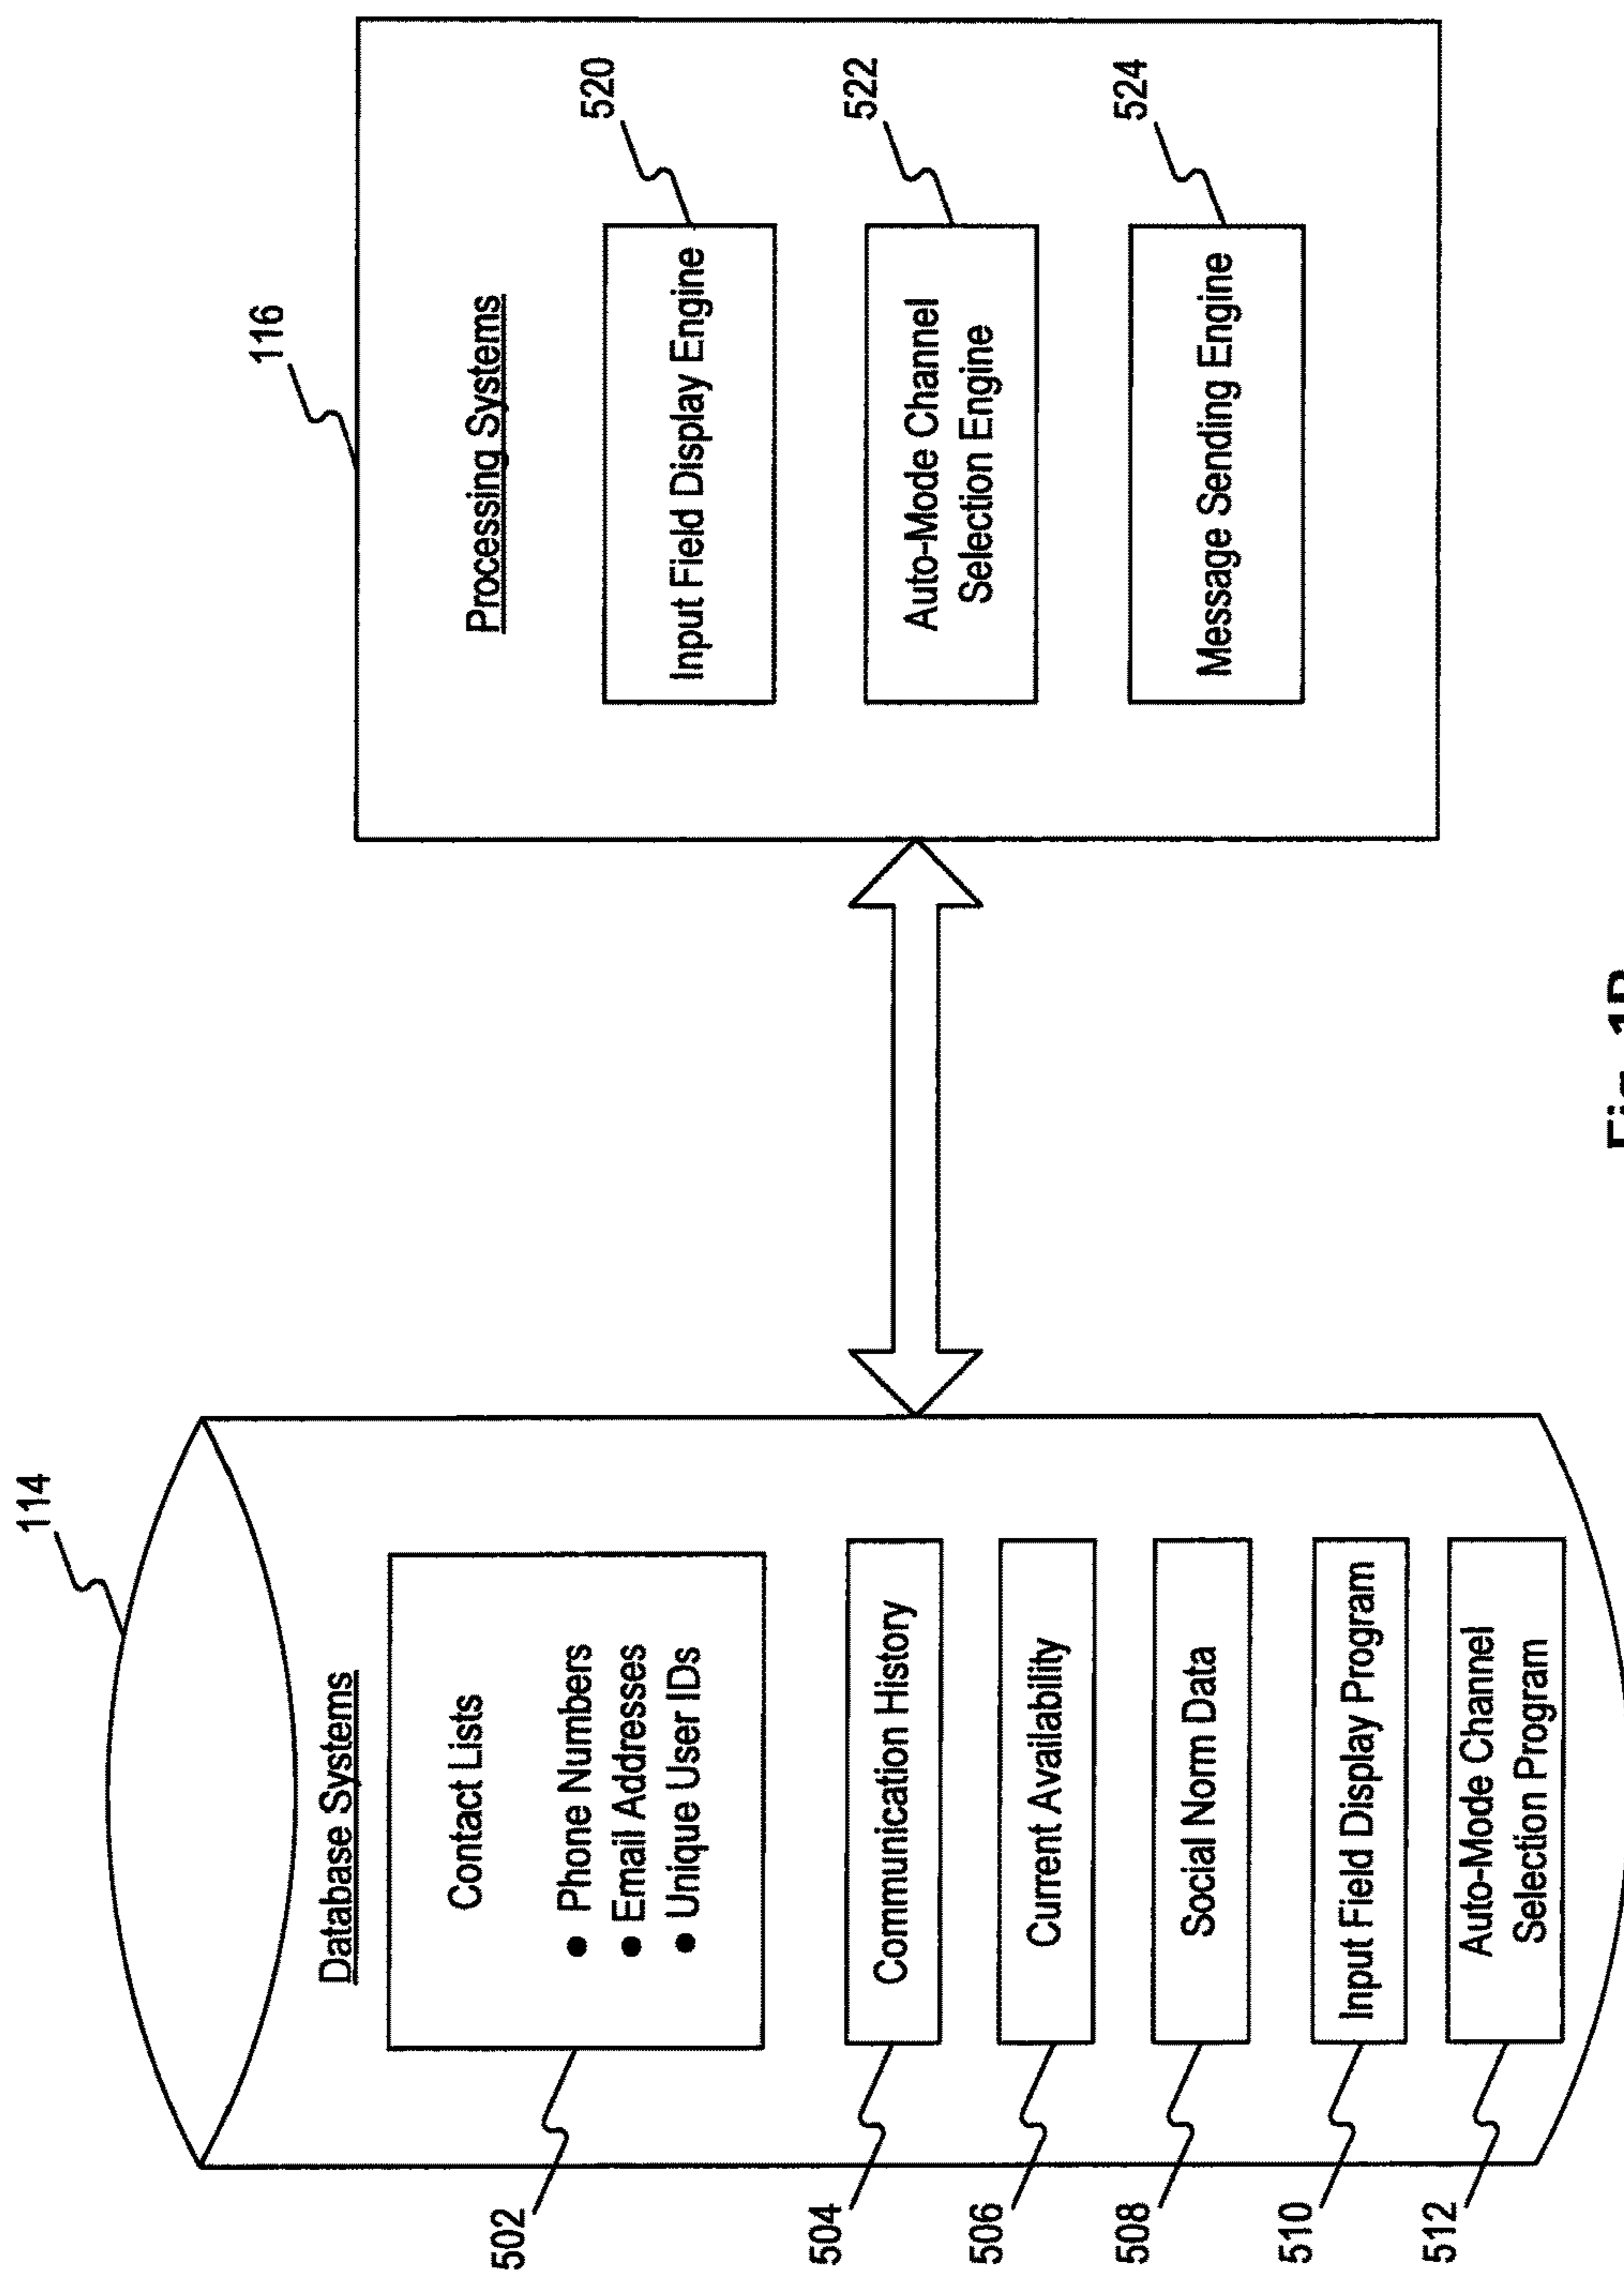 114
Database Systems
502
Contact Lists
● Phone Numbers
● Email Addresses
● Unique User IDs
504
Communication History
506
Current Availability
508
Social Norm Data
510
Input Field Display Program
512
Auto-Mode Channel
Selection Program
116
Processing Systems
520
Input Field Display Engine
522
Auto-Mode Channel
Selection Engine
524
Message Sending Engine
Fig.